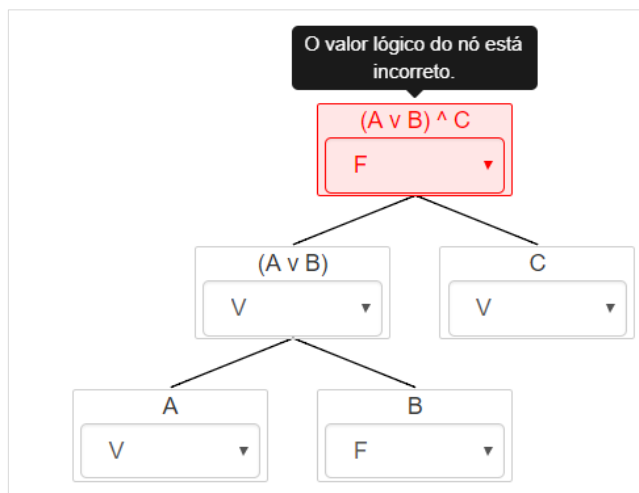 O valor lógico do nó está
incorreto.
(A v B) ^ C
F
(A v B)
C
V
V
A
B
V
F